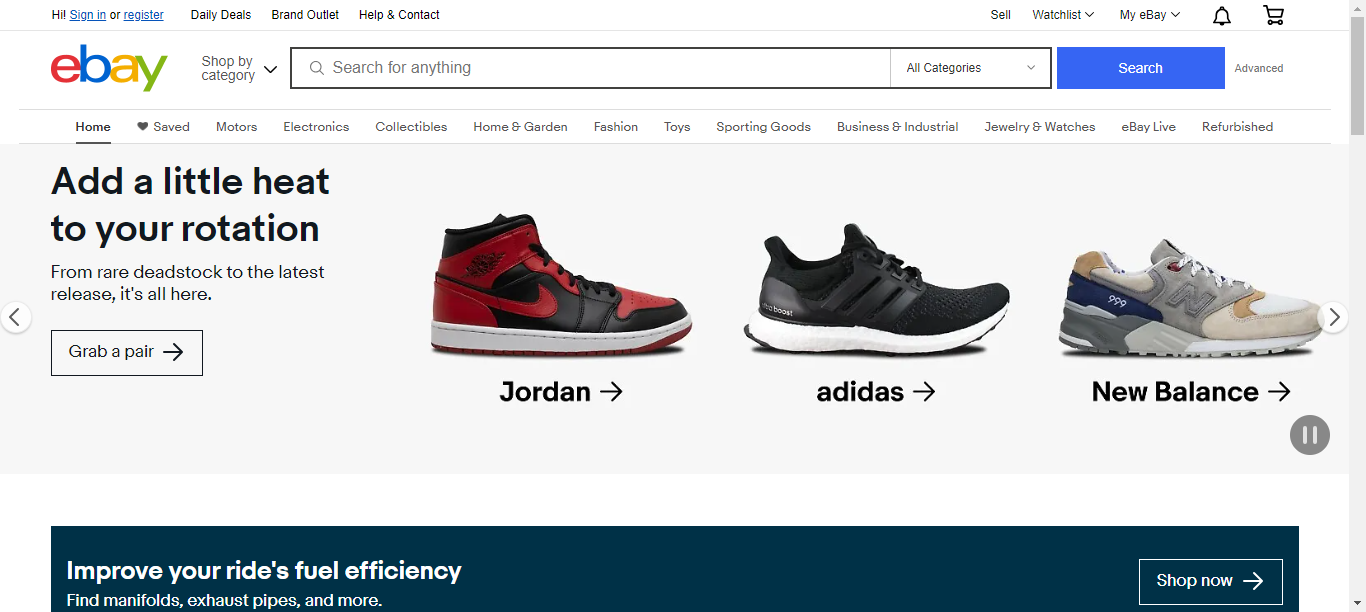 Hi! Sign in or register Daily Deals Brand Outlet Help & Contact Sell Watchlist My eBay
ebay
Shop by
category
Search for anything All Categories Search Advanced
Home Saved Motors Electronics Collectibles Home & Garden Fashion Toys Sporting Goods Business & Industrial Jewelry & Watches eBay Live Refurbished
Add a little heat
to your rotation
From rare deadstock to the latest
release, it's all here.
Grab a pair
999
Jordan adidas New Balance
Improve your ride's fuel efficiency
Find manifolds, exhaust pipes, and more.
Shop now